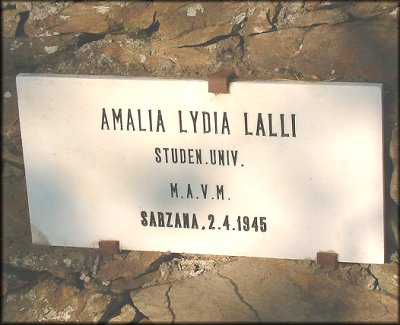 AMALIA LYDIA LALLI
STUDEN.UNIV.
M.A.V.M.
SARZANA.2.4.1945